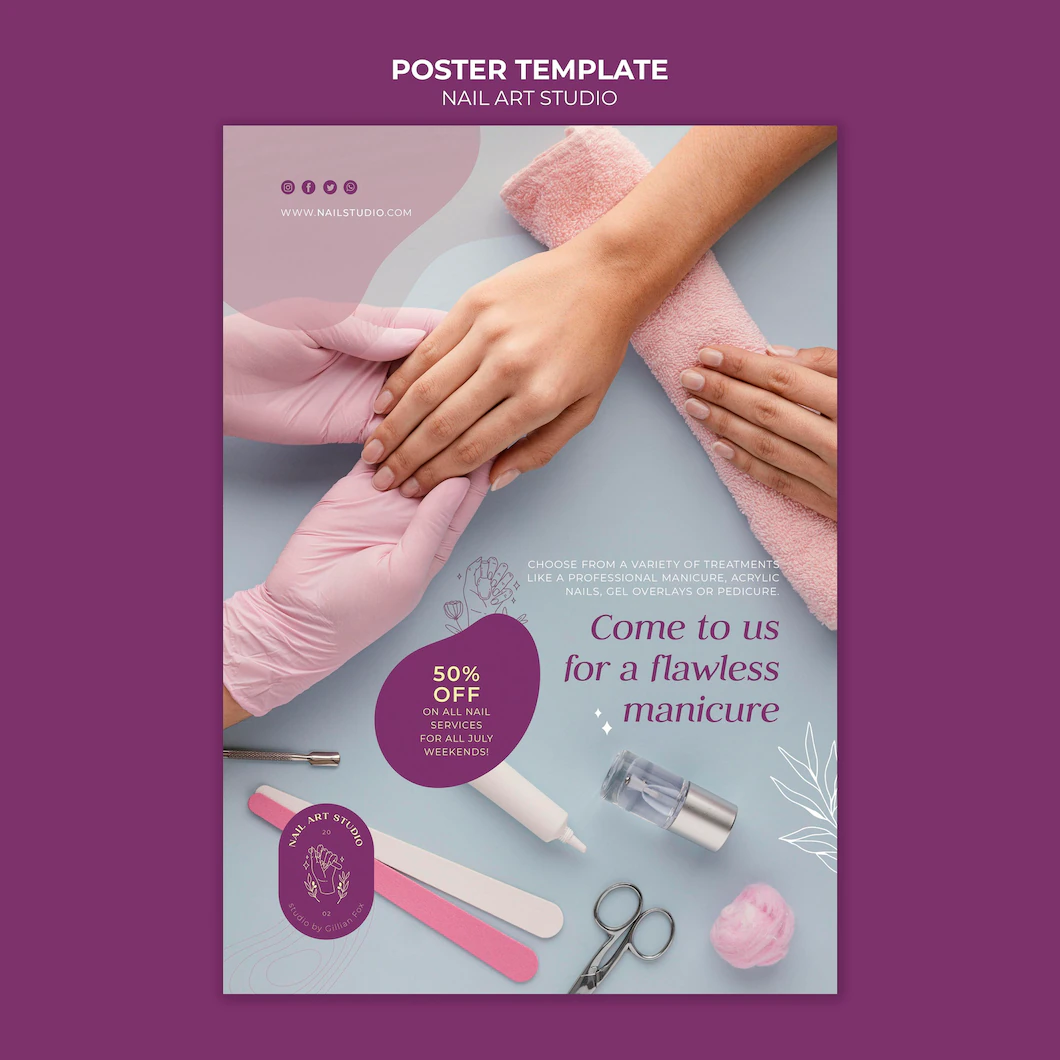 POSTER TEMPLATE
NAIL ART STUDIO
WWW.NAILSTUDIO.COM
CHOOSE FROM A VARIETY OF TREATMENTS
LIKE A PROFESSIONAL MANICURE, ACRYLIC
NAILS, GEL OVERLAYS OR PEDICURE.
Come to us
for a flawless
manicure
50%
OFF
ON ALL NAIL
SERVICES
FOR ALL JULY
WEEKENDS!
NAIL ART STUDIO
20
02
Studio by Gillian Fox